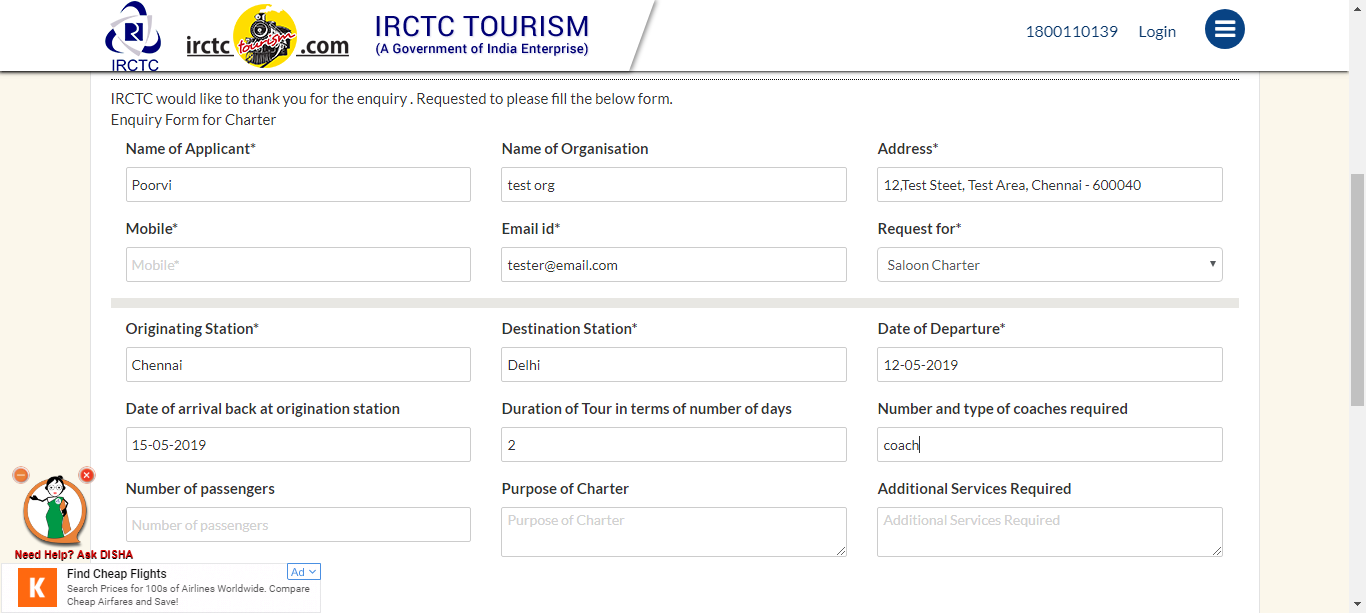 IRCTC
irctc tourism .com
IRCTC TOURISM
(A Government of India Enterprise)
1800110139 Login
IRCTC would like to thank you for the enquiry . Requested to please fill the below form.
Enquiry Form for Charter
Name of Applicant* Name of Organisation Address*
Poorvi test org 12,Test Steet, Test Area, Chennai - 600040
Mobile* Email id* Request for*
Mobile* tester@email.com Saloon Charter
Originating Station* Destination Station* Date of Departure*
Chennai Delhi 12-05-2019
Date of arrival back at origination station Duration of Tour in terms of number of days Number and type of coaches required
15-05-2019 2 coach
Number of passengers Purpose of Charter Additional Services Required
Number of passengers Purpose of Charter Additional Services Required
Need Help? Ask DISHA
K
Find Cheap Flights Ad
Search Prices for 100s of Airlines Worldwide. Compare
Cheap Airfares and Save!